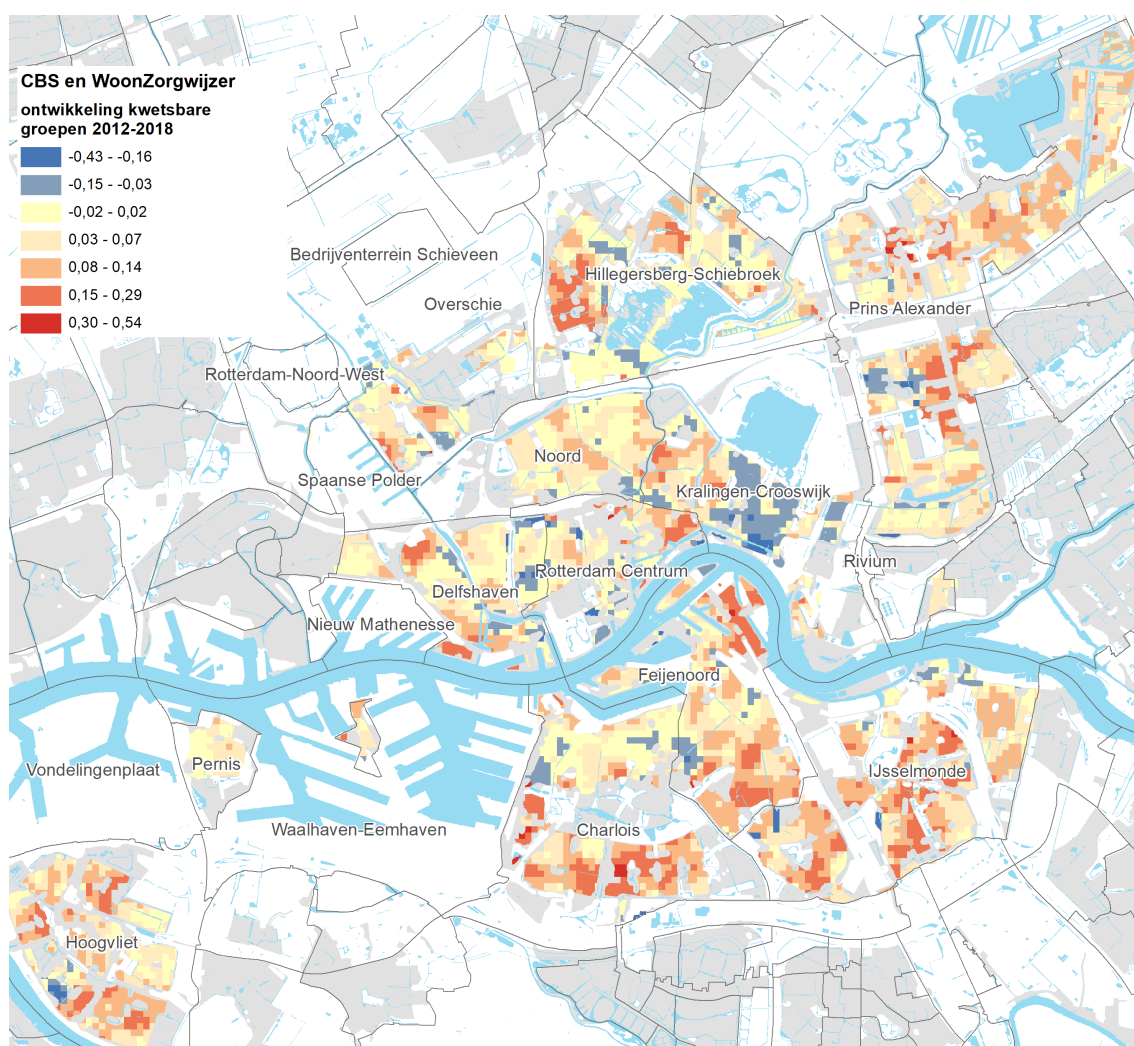 CBS en WoonZorgwijzer
ontwikkeling kwetsbare
groepen 2012-2018
-0,43 - -0,16
-0,15 - -0,03
-0,02 - 0,02
0,03 - 0,07
0,08 - 0,14
0,15 - 0,29
0,30 - 0,54
Bedrijventerrein Schieveen
Hillegersberg-Schiebroek
Overschie
Prins Alexander
Rotterdam-Noord-West
Noord
Spaanse Polder
Kralingen-Crooswijk
Rivium
Rotterdam Centrum
Delfshaven
Nieuw Mathenesse
Feijenoord
Vondelingenplaat
Pernis
IJsselmonde
Waalhaven-Eemhaven
Charlois
Hoogvliet